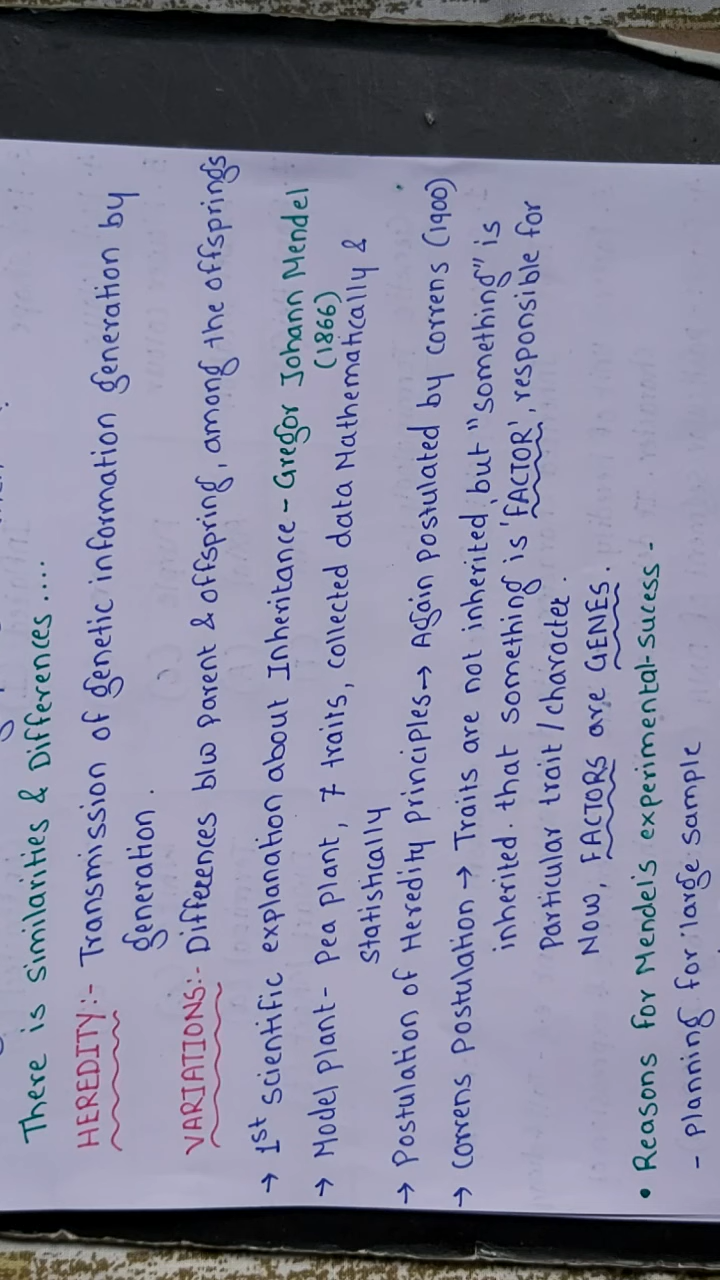 There is similarities & Differences ....
HEREDITY:- Transmission of genetic information generation by
generation.
VARIATIONS:- Differences b/w parent & offspring, among the offsprings
→ 1st scientific explanation about Inheritance - Gregor Johann Mendel
(1866)
→ Model plant - Pea plant, 7 traits, collected data Mathematically &
statistically
→ Postulation of Heredity principles → Again postulated by Correns (1900)
→ Correns Postulation → Traits are not inherited, but "something" is
inherited. that something is 'FACTOR', responsible for
Particular trait / character.
Now, FACTORS are GENES.
• Reasons for Mendel's experimental-sucess -
- planning for large sample